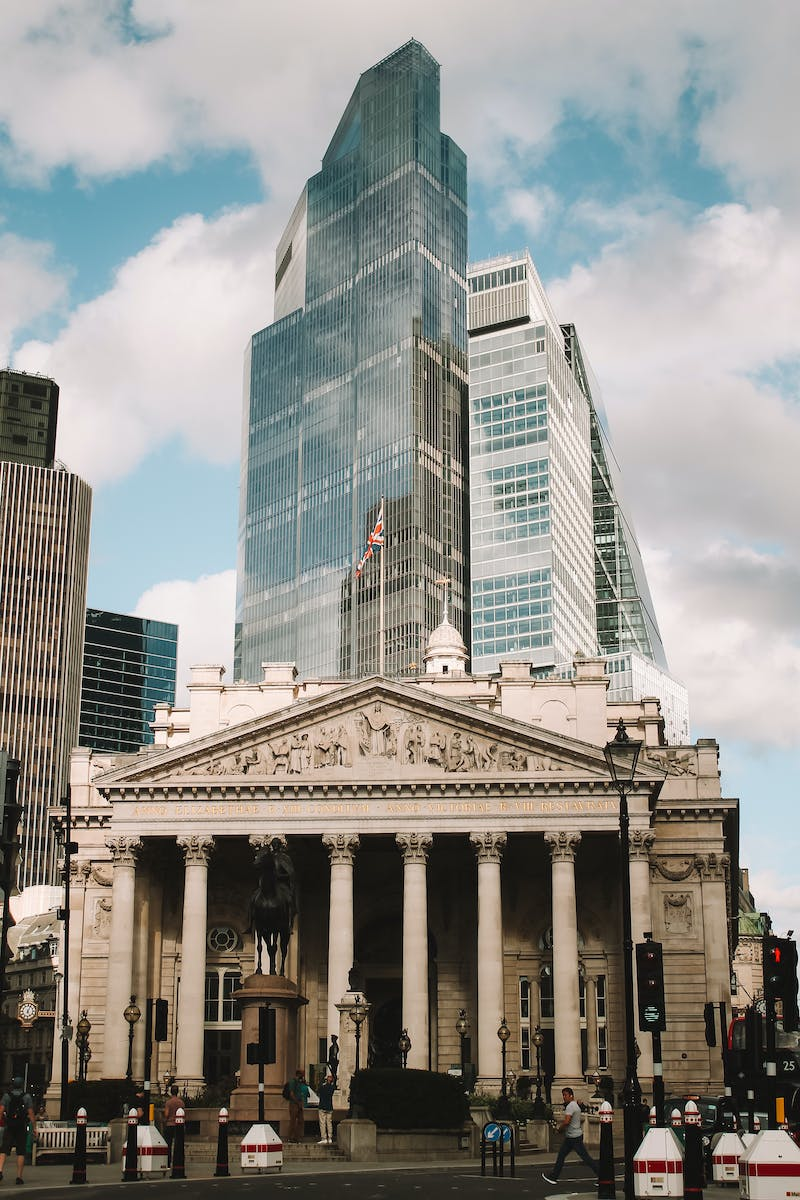 ANNO ELIZABETHAE R XIII CONDITVM ANNO VICTORIAE R VIII RESTAVRATVM
25